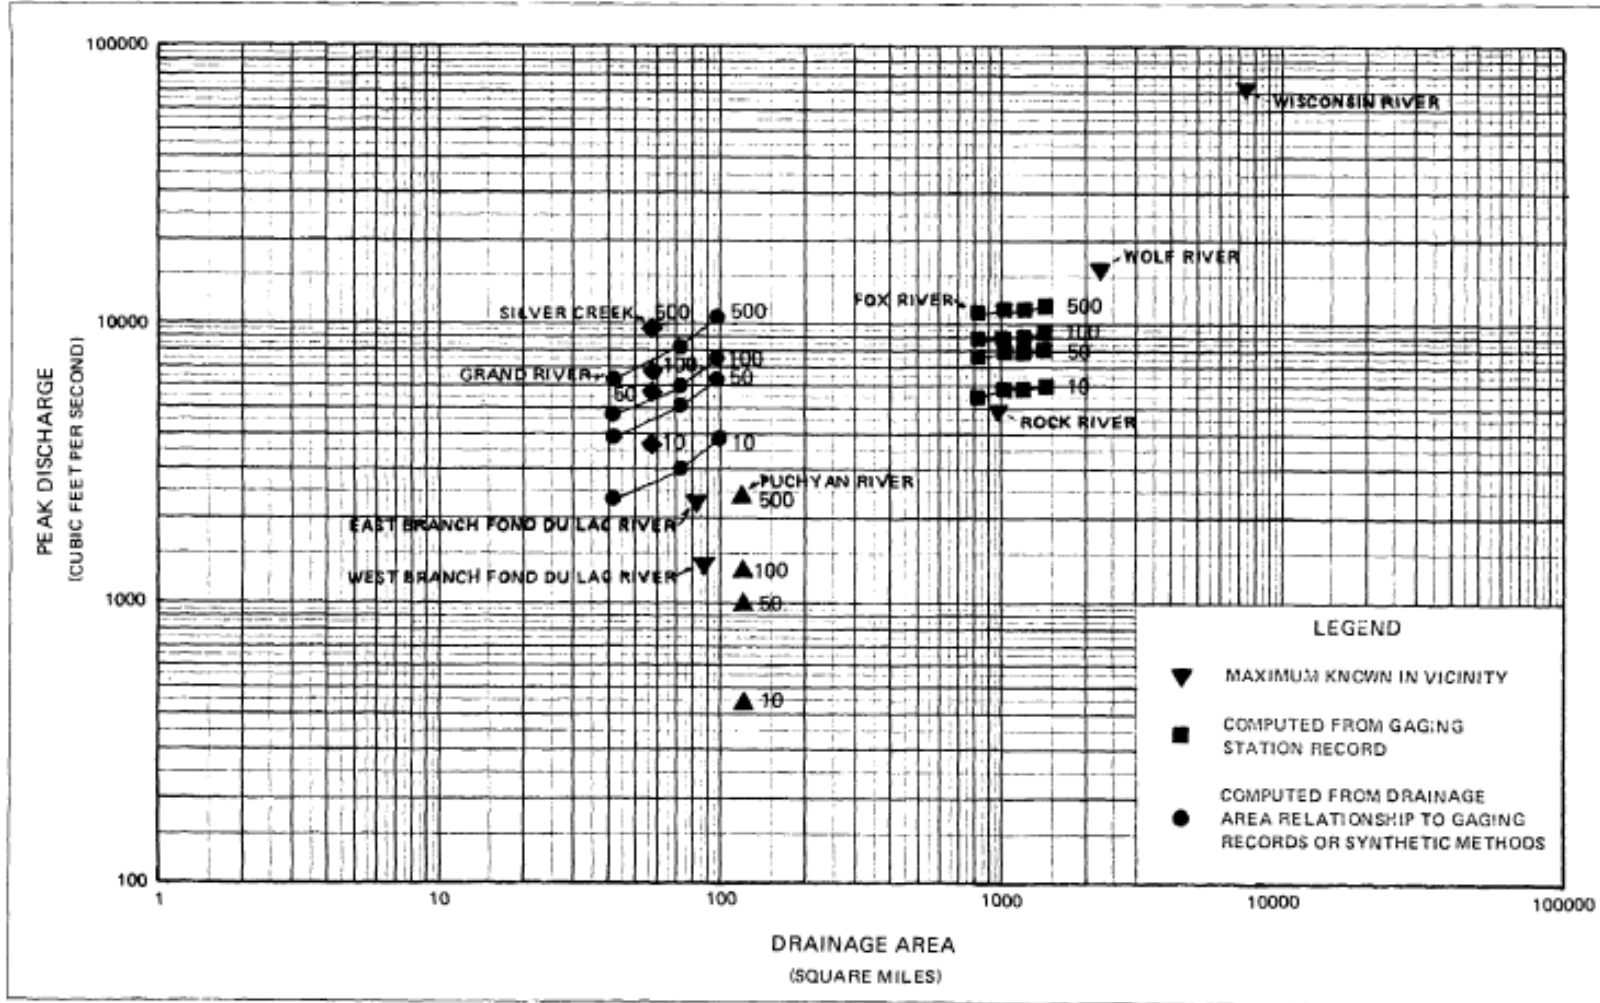 100000
WISCONSIN RIVER
WOLF RIVER
FOX RIVER
500
SILVER CREEK
500
500
10000
100
100
100
50
GRAND RIVER
50
50
10
ROCK RIVER
10
10
PUCHYAN RIVER
500
EAST BRANCH FOND DU LAC RIVER
WEST BRANCH FOND DU LAC RIVER
100
50
1000
10
100
PEAK DISCHARGE
(CUBIC FEET PER SECOND)
LEGEND
MAXIMUM KNOWN IN VICINITY
COMPUTED FROM GAGING
STATION RECORD
COMPUTED FROM DRAINAGE
AREA RELATIONSHIP TO GAGING
RECORDS OR SYNTHETIC METHODS
1
10
100
1000
10000
100000
DRAINAGE AREA
(SQUARE MILES)